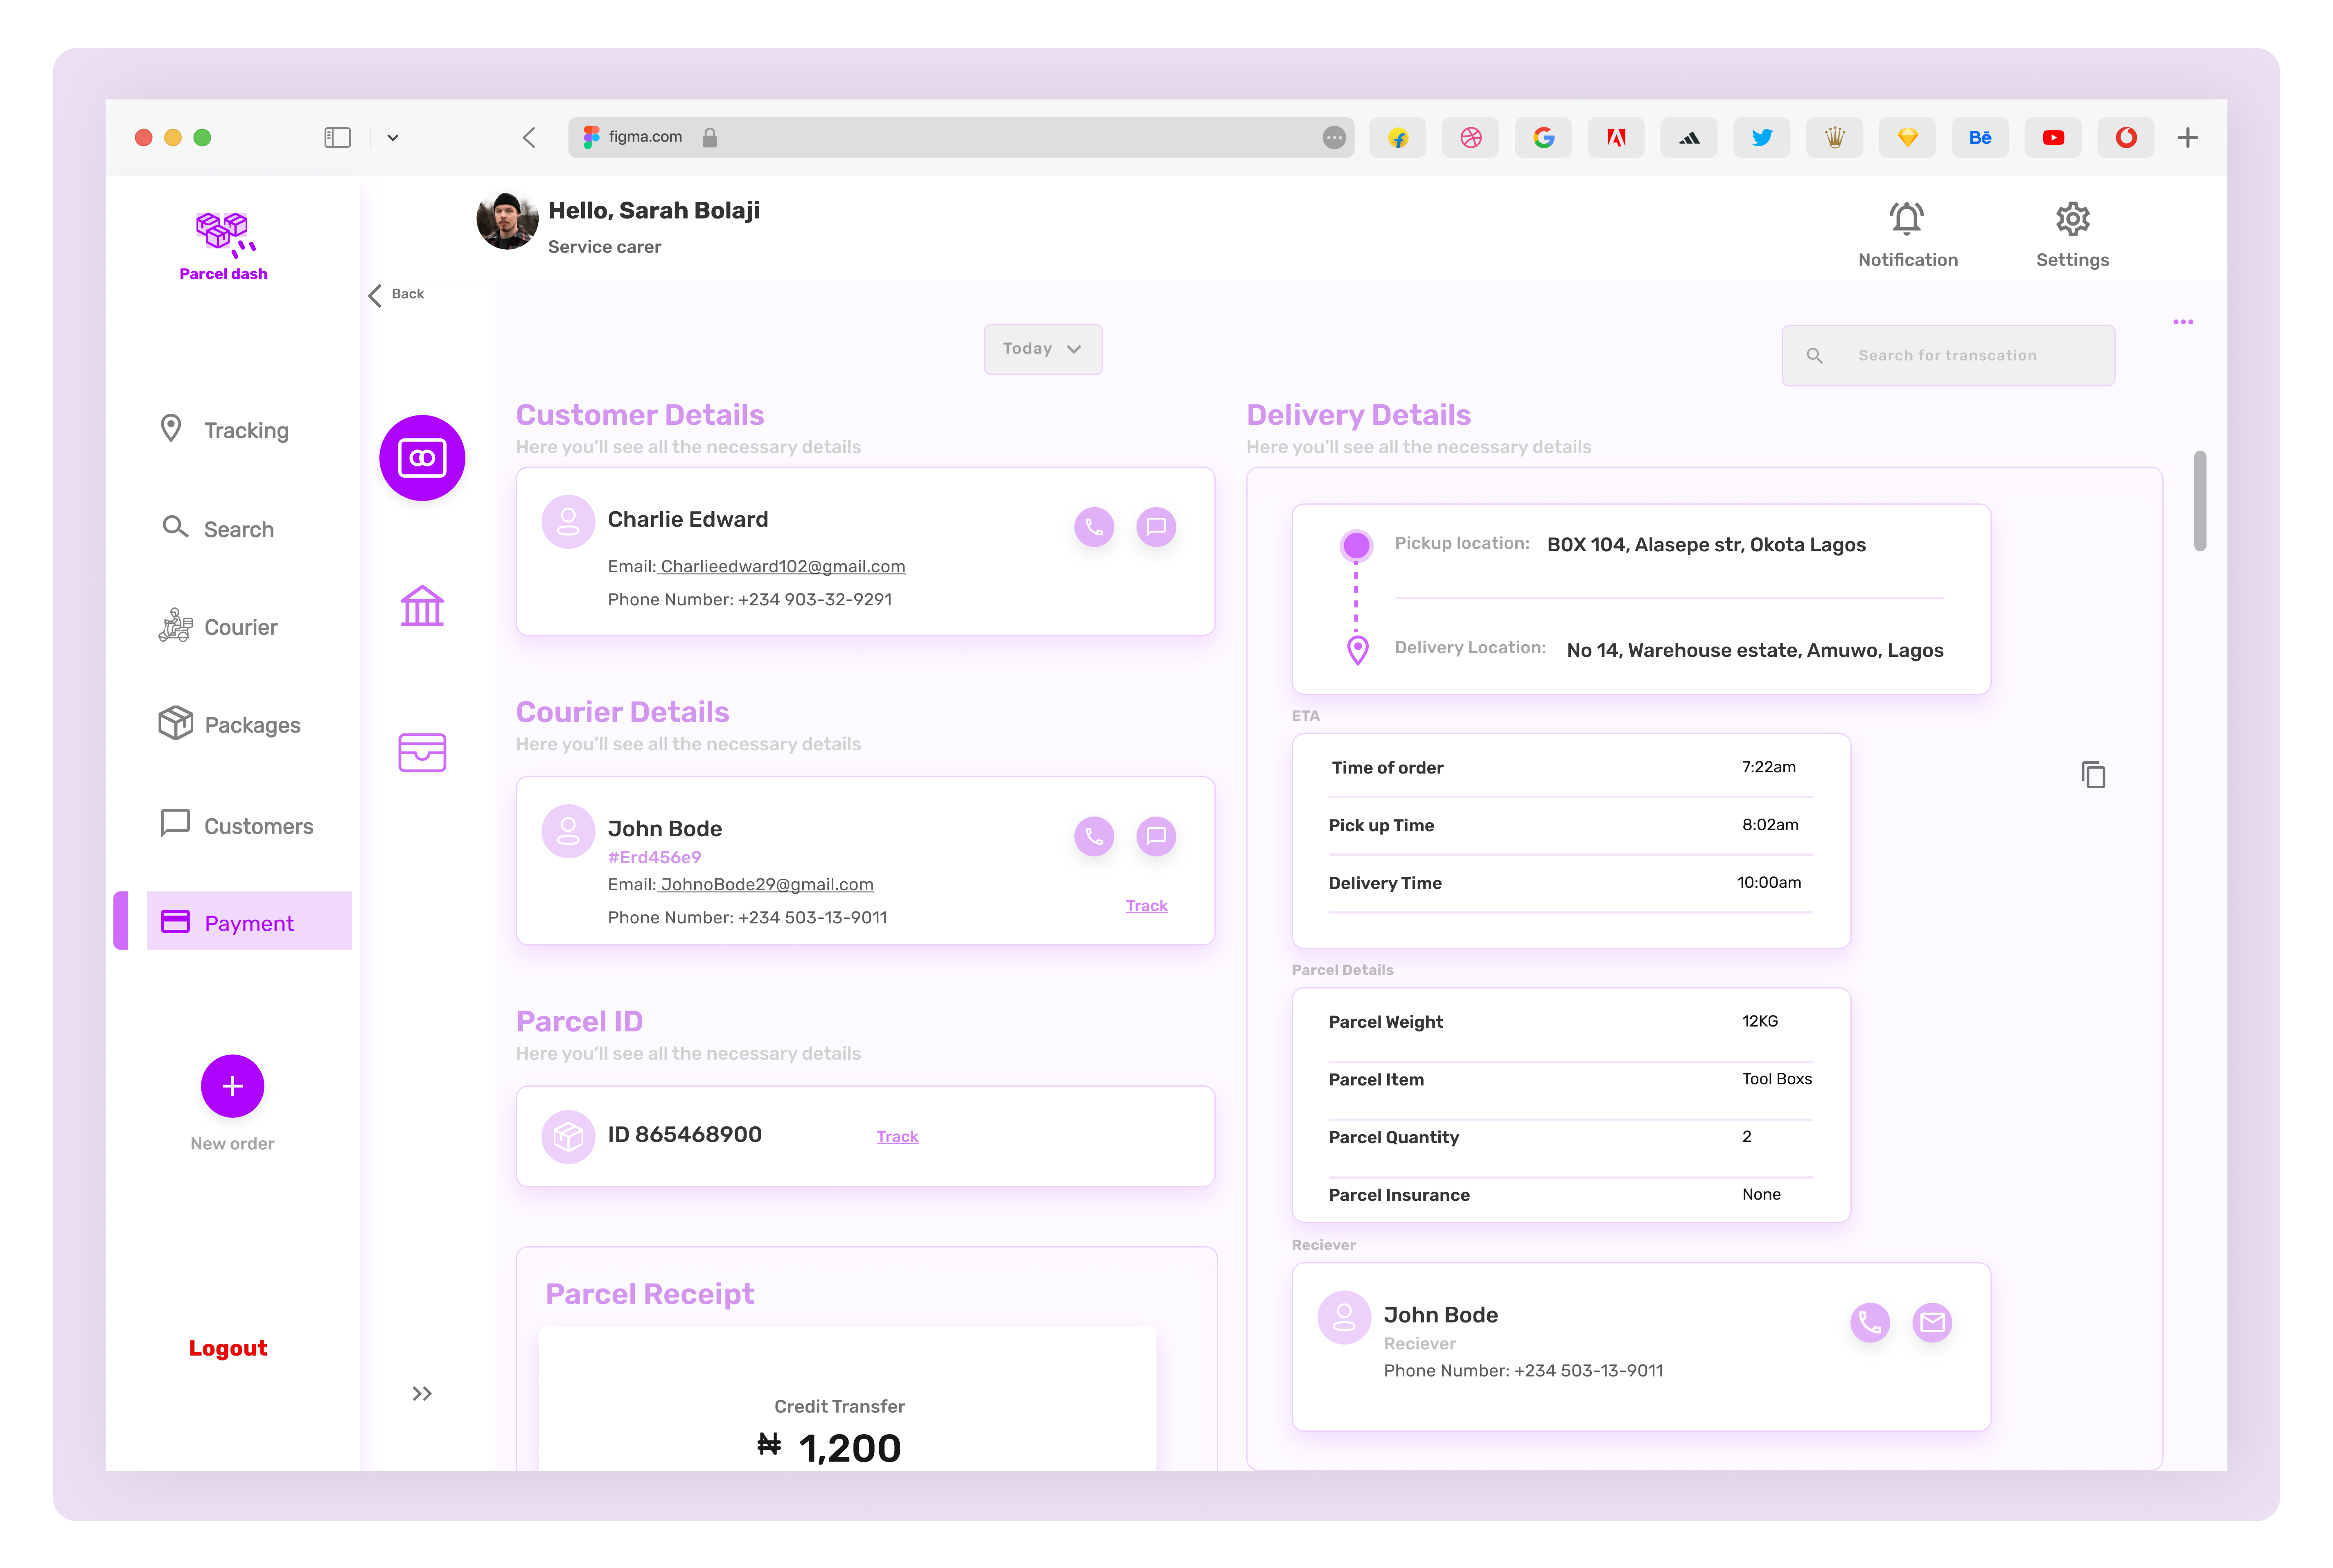 figma.com
Bē
Parcel dash
Hello, Sarah Bolaji
Service carer
Notification
Settings
Back
Tracking
Search
Courier
Packages
Customers
Payment
New order
Logout
Today
Search for transcation
Customer Details
Here you’ll see all the necessary details
Charlie Edward
Email: Charlieedward102@gmail.com
Phone Number: +234 903-32-9291
Courier Details
Here you’ll see all the necessary details
John Bode
#Erd456e9
Email: JohnoBode29@gmail.com
Phone Number: +234 503-13-9011
Track
Parcel ID
Here you’ll see all the necessary details
ID 865468900
Track
Parcel Receipt
Credit Transfer
₦ 1,200
Delivery Details
Here you’ll see all the necessary details
Pickup location: BOX 104, Alasepe str, Okota Lagos
Delivery Location: No 14, Warehouse estate, Amuwo, Lagos
ETA
Time of order 7:22am
Pick up Time 8:02am
Delivery Time 10:00am
Parcel Details
Parcel Weight 12KG
Parcel Item Tool Boxs
Parcel Quantity 2
Parcel Insurance None
Reciever
John Bode
Reciever
Phone Number: +234 503-13-9011